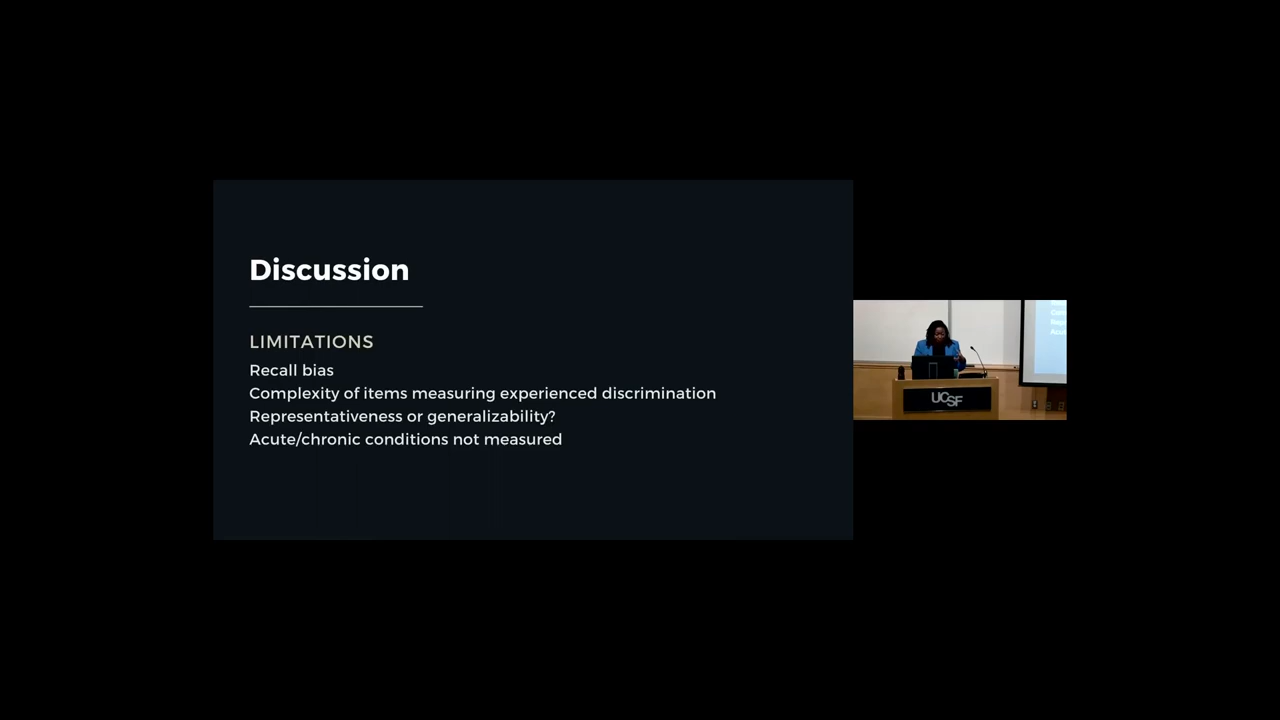 Discussion
LIMITATIONS
Recall bias
Complexity of items measuring experienced discrimination
Representativeness or generalizability?
Acute/chronic conditions not measured
UCSF